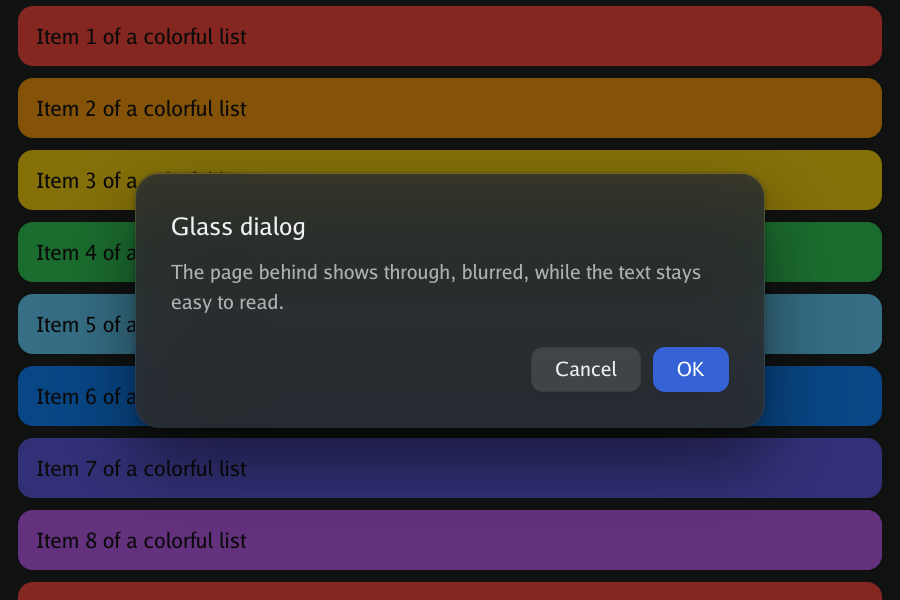 Item 1 of a colorful list
Item 2 of a colorful list
Item 3 of a
Glass dialog
Item 4 of a
The page behind shows through, blurred, while the text stays
easy to read.
Item 5 of a
Cancel
OK
Item 6 of a
Item 7 of a colorful list
Item 8 of a colorful list